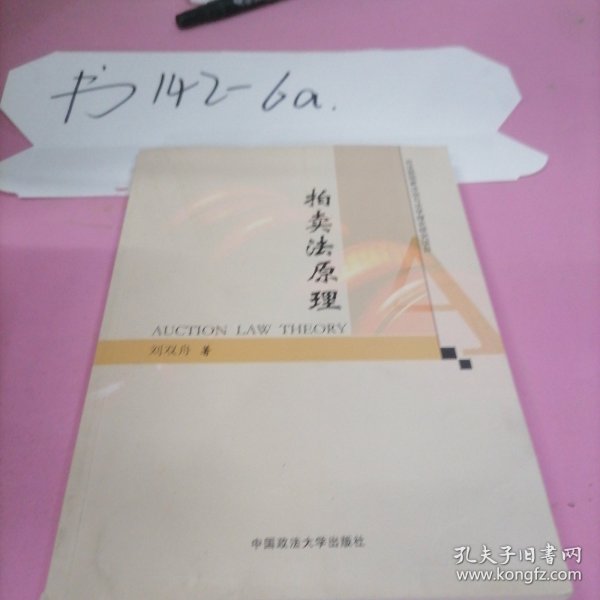 书142-6a.
拍卖法原理
AUCTION LAW THEORY
刘双舟 著
A
中国政法大学出版社
孔夫子旧书网
www.kongfz.com